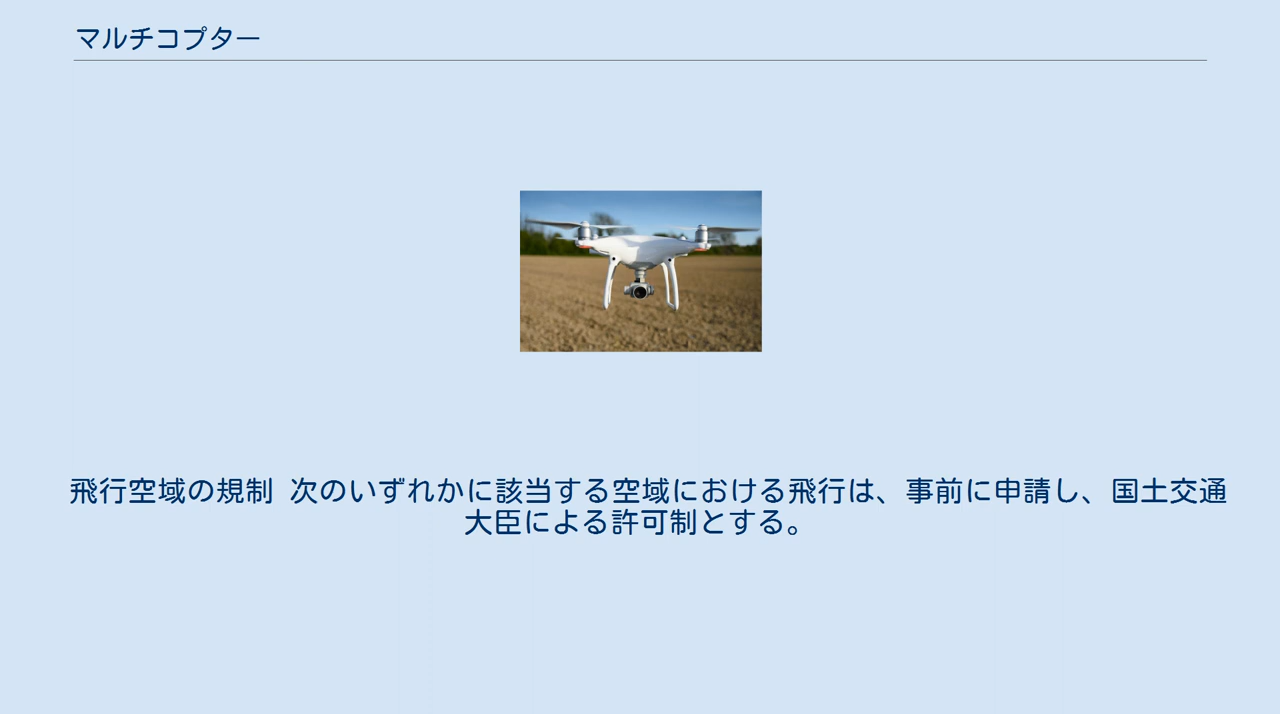 マルチコプター
飛行空域の規制 次のいずれかに該当する空域における飛行は、事前に申請し、国土交通
大臣による許可制とする。